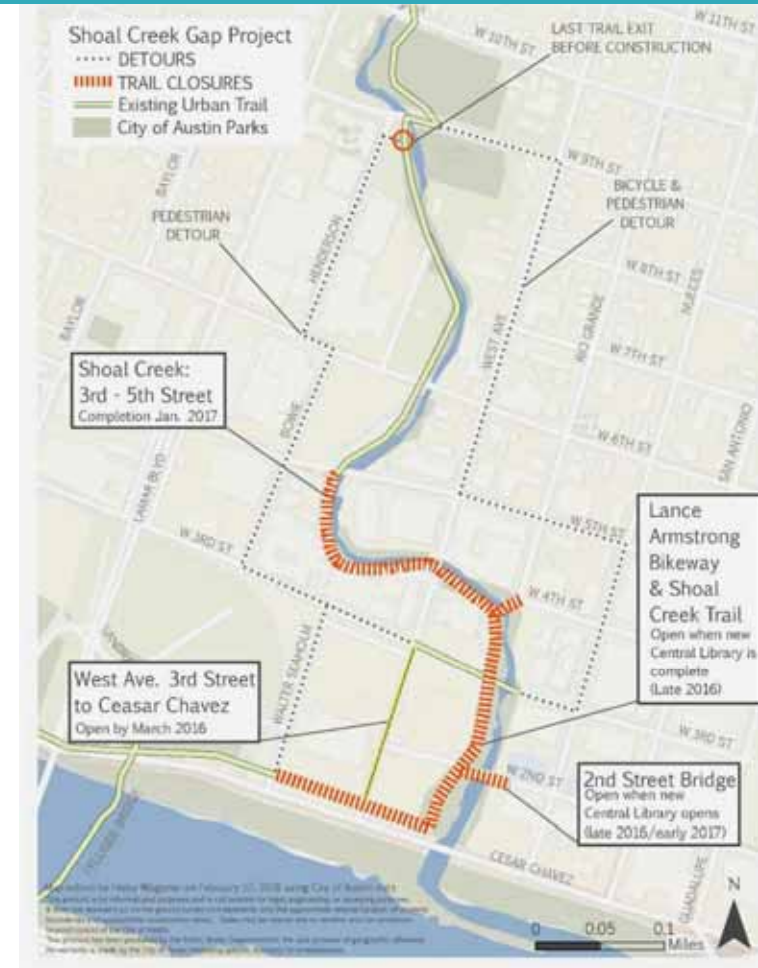 Shoal Creek Gap Project
DETOURS
TRAIL CLOSURES
Existing Urban Trail
City of Austin Parks
LAST TRAIL EXIT
BEFORE CONSTRUCTION
W 10TH ST
W 11TH ST
W 9TH ST
BAYLOR
PEDESTRIAN
DETOUR
HENDERSON
BICYCLE &
PEDESTRIAN
DETOUR
W 8TH ST
NUECES
RIO GRANDE
WEST AVE
W 7TH ST
BAYLOR
Shoal Creek:
3rd - 5th Street
Completion Jan. 2017
BOWIE
W 6TH ST
SAN ANTONIO
LAMAR BLVD
W 3RD ST
W 5TH ST
Lance
Armstrong
Bikeway
& Shoal
Creek Trail
Open when new
Central Library is
complete
(Late 2016)
W 4TH ST
WALTER SEAHOLM
West Ave. 3rd Street
to Ceasar Chavez
Open by March 2016
W 3RD ST
W 2ND ST
2nd Street Bridge
Open when new
Central Library opens
(late 2016/early 2017)
CESAR CHAVEZ
GUADALUPE
N
0 0.05 0.1
Miles